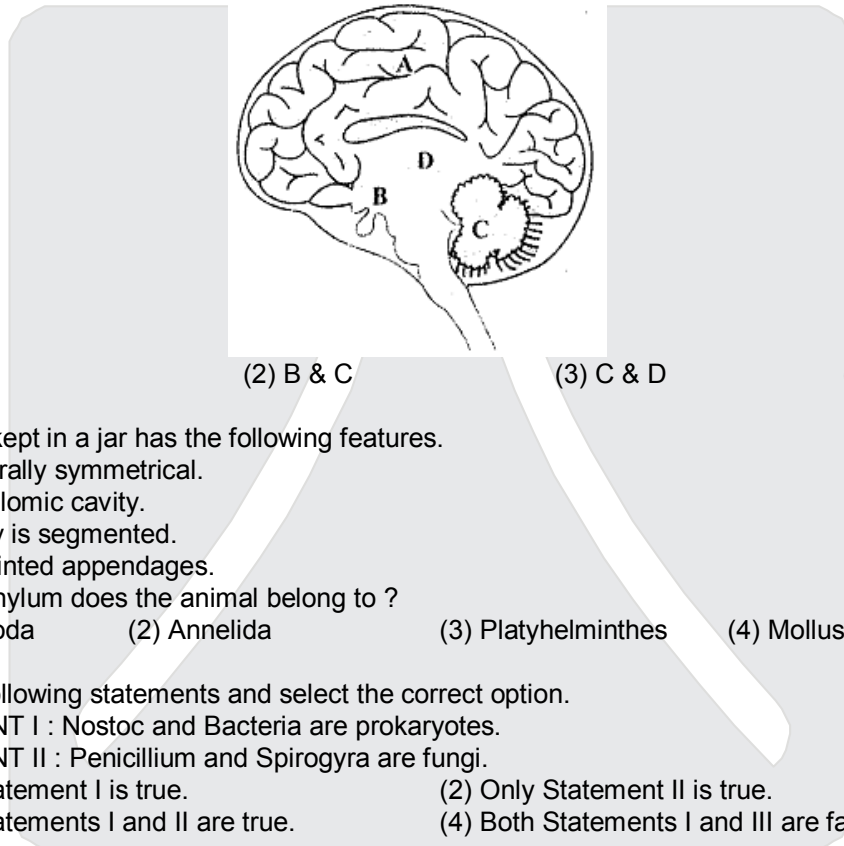 A
D
B
C
(2) B & C (3) C & D
kept in a jar has the following features.
rally symmetrical.
lomic cavity.
y is segmented.
inted appendages.
hylum does the animal belong to ?
oda (2) Annelida (3) Platyhelminthes (4) Mollus
ollowing statements and select the correct option.
NT I : Nostoc and Bacteria are prokaryotes.
NT II : Penicillium and Spirogyra are fungi.
atement I is true. (2) Only Statement II is true.
atements I and II are true. (4) Both Statements I and III are fa